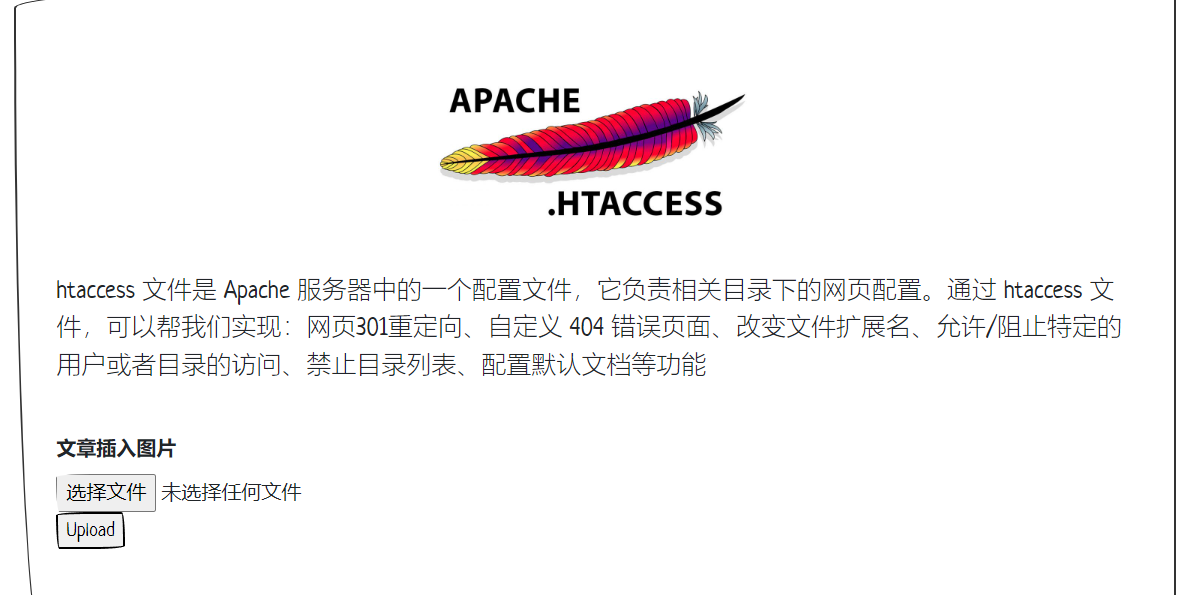 APACHE
.HTACCESS
htaccess 文件是 Apache 服务器中的一个配置文件，它负责相关目录下的网页配置。通过 htaccess 文
件，可以帮我们实现：网页301重定向、自定义 404 错误页面、改变文件扩展名、允许/阻止特定的
用户或者目录的访问、禁止目录列表、配置默认文档等功能
文章插入图片
选择文件 未选择任何文件
Upload